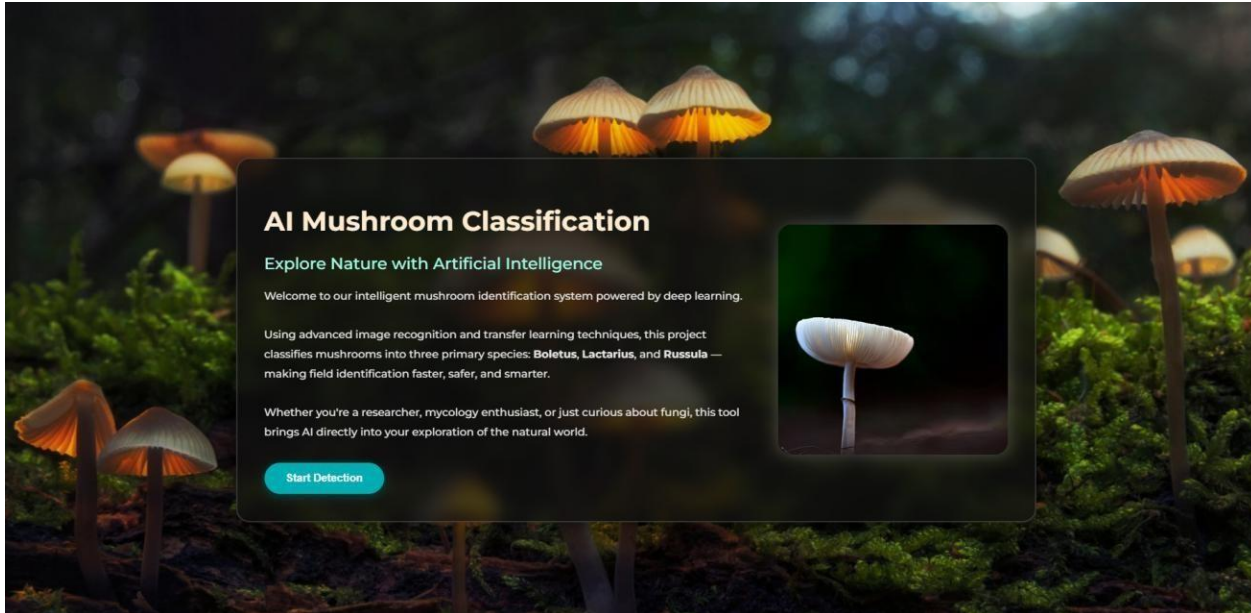 AI Mushroom Classification
Explore Nature with Artificial Intelligence
Welcome to our intelligent mushroom identification system powered by deep learning.
Using advanced image recognition and transfer learning techniques, this project
classifies mushrooms into three primary species: Boletus, Lactarius, and Russula —
making field identification faster, safer, and smarter.
Whether you're a researcher, mycology enthusiast, or just curious about fungi, this tool
brings AI directly into your exploration of the natural world.
Start Detection